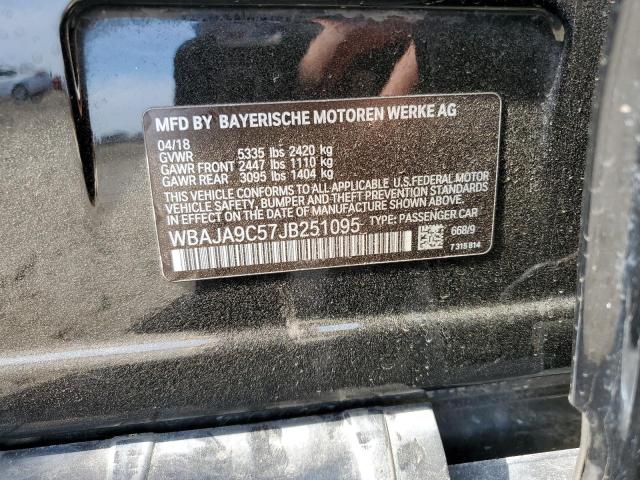 MFD BY BAYERISCHE MOTOREN WERKE AG
04/18
GVWR 5335 lbs 2420 kg
GAWR FRONT 2447 lbs 1110 kg
GAWR REAR 3095 lbs 1404 kg
THIS VEHICLE CONFORMS TO ALL APPLICABLE U.S. FEDERAL MOTOR
VEHICLE SAFETY, BUMPER, AND THEFT PREVENTION STANDARDS
IN EFFECT ON THE DATE OF MANUFACTURE SHOWN ABOVE.
WBAJA9C57JB251095 TYPE: PASSENGER CAR
668/9
7 315 814